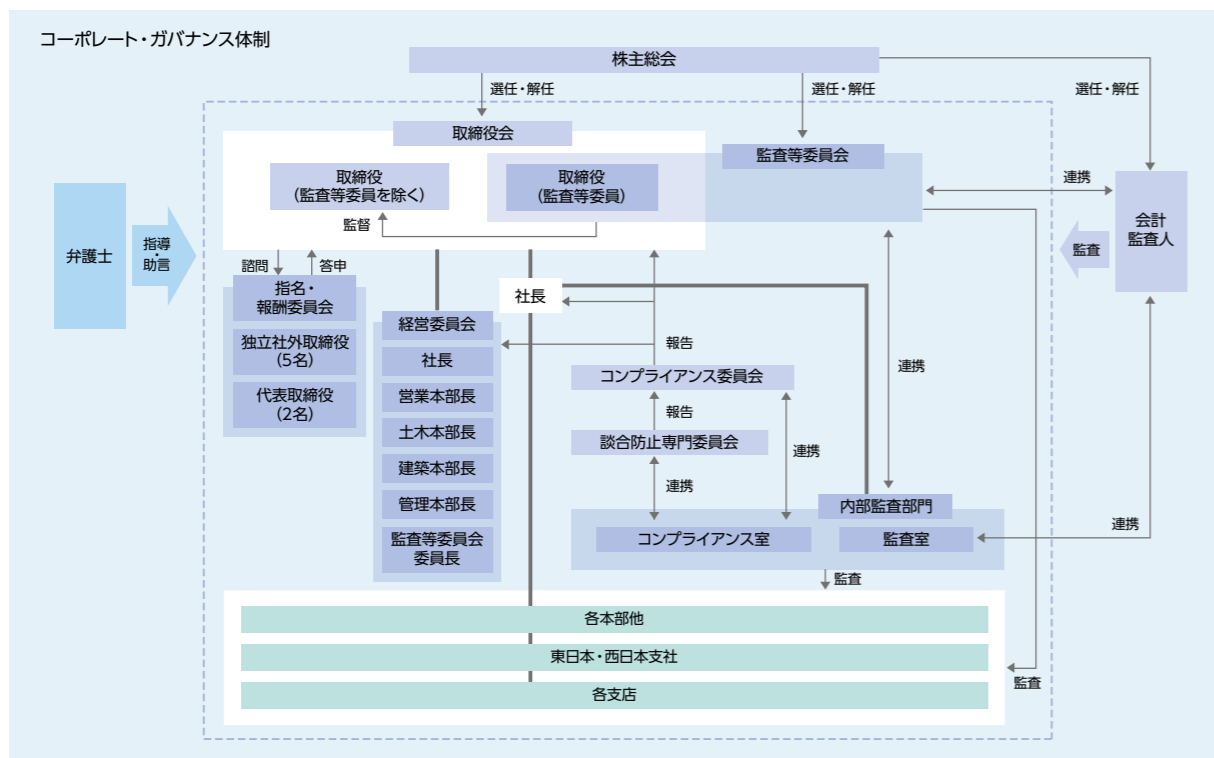 コーポレート・ガバナンス体制
株主総会
選任・解任
選任・解任
選任・解任
取締役会
監査等委員会
取締役
(監査等委員を除く)
取締役
(監査等委員)
監督
連携
会計
監査人
監査
弁護士
指導
・
助言
諮問
答申
指名・
報酬委員会
独立社外取締役
(5名)
代表取締役
(2名)
社長
経営委員会
社長
営業本部長
土木本部長
建築本部長
管理本部長
監査等委員会
委員長
報告
コンプライアンス委員会
報告
談合防止専門委員会
連携
連携
連携
内部監査部門
コンプライアンス室
監査室
連携
監査
各本部他
東日本・西日本支社
各支店
監査